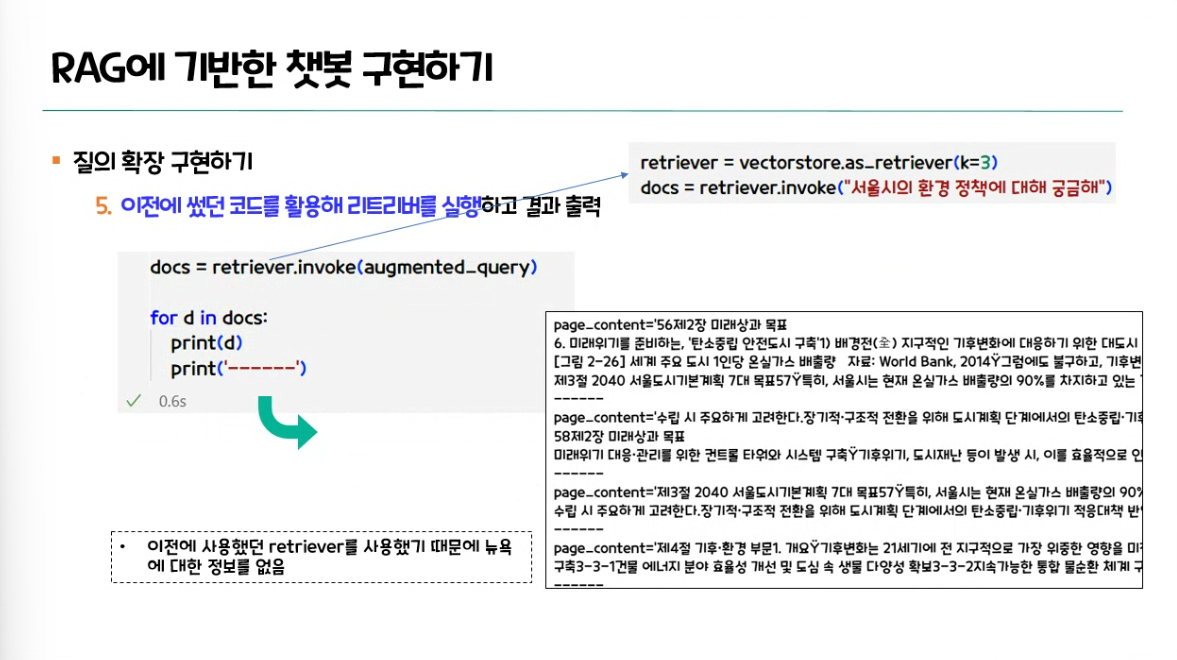 RAG에 기반한 챗봇 구현하기
▪ 질의 확장 구현하기
5. 이전에 썼던 코드를 활용해 리트리버를 실행하고 결과 출력
retriever = vectorstore.as_retriever(k=3)
docs = retriever.invoke("서울시의 환경 정책에 대해 궁금해")
docs = retriever.invoke(augmented_query)
for d in docs:
print(d)
print('------')
✓ 0.6s
page_content='56제2장 미래상과 목표
6. 미래위기를 준비하는, '탄소중립 안전도시 구축'1) 배경전(全) 지구적인 기후변화에 대응하기 위한 대도시
[그림 2-26] 세계 주요 도시 1인당 온실가스 배출량 자료: World Bank, 2014Ÿ그럼에도 불구하고, 기후변
제3절 2040 서울도시기본계획 7대 목표57Ÿ특히, 서울시는 현재 온실가스 배출량의 90%를 차지하고 있는
------
page_content='수립 시 주요하게 고려한다.장기적·구조적 전환을 위해 도시계획 단계에서의 탄소중립·기후
58제2장 미래상과 목표
미래위기 대응·관리를 위한 컨트롤 타워와 시스템 구축Ÿ기후위기, 도시재난 등이 발생 시, 이를 효율적으로 인
------
page_content='제3절 2040 서울도시기본계획 7대 목표57Ÿ특히, 서울시는 현재 온실가스 배출량의 90%
수립 시 주요하게 고려한다.장기적·구조적 전환을 위해 도시계획 단계에서의 탄소중립·기후위기 적응대책 반
------
page_content='제4절 기후·환경 부문1. 개요Ÿ기후변화는 21세기에 전 지구적으로 가장 위중한 영향을 미
구축3-3-1건물 에너지 분야 효율성 개선 및 도심 속 생물 다양성 확보3-3-2지속가능한 통합 물순환 체계 구
------
• 이전에 사용했던 retriever를 사용했기 때문에 뉴욕
에 대한 정보를 없음